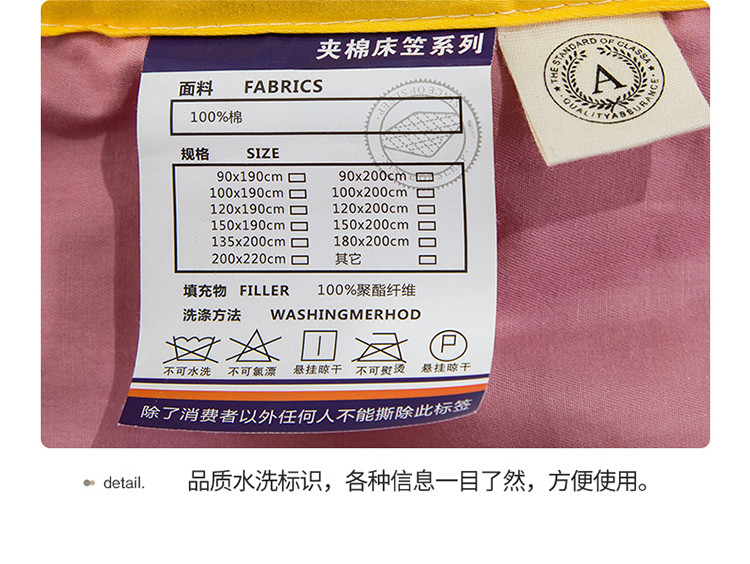 夹棉床笠系列
THE STANDARD OF CLASSA
A
QUALITYABSURANCE
面料 FABRICS
100%棉
规格 SIZE
90x190cm 90x200cm
100x190cm 100x200cm
120x190cm 120x200cm
150x190cm 150x200cm
135x200cm 180x200cm
200x220cm 其它
填充物 FILLER 100%聚酯纤维
洗涤方法 WASHINGMERHOD
P
不可水洗 不可氯漂 悬挂晾干 不可熨烫 悬挂晾干
除了消费者以外任何人不能撕除此标签
detail. 品质水洗标识，各种信息一目了然，方便使用。